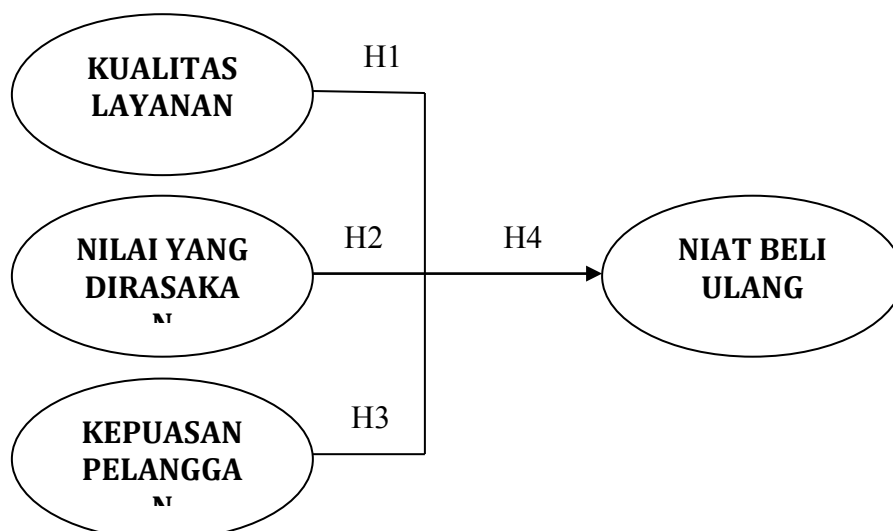 KUALITAS
LAYANAN
H1
NILAI YANG
DIRASAKA
N
H2
H4
NIAT BELI
ULANG
KEPUASAN
PELANGGA
N
H3